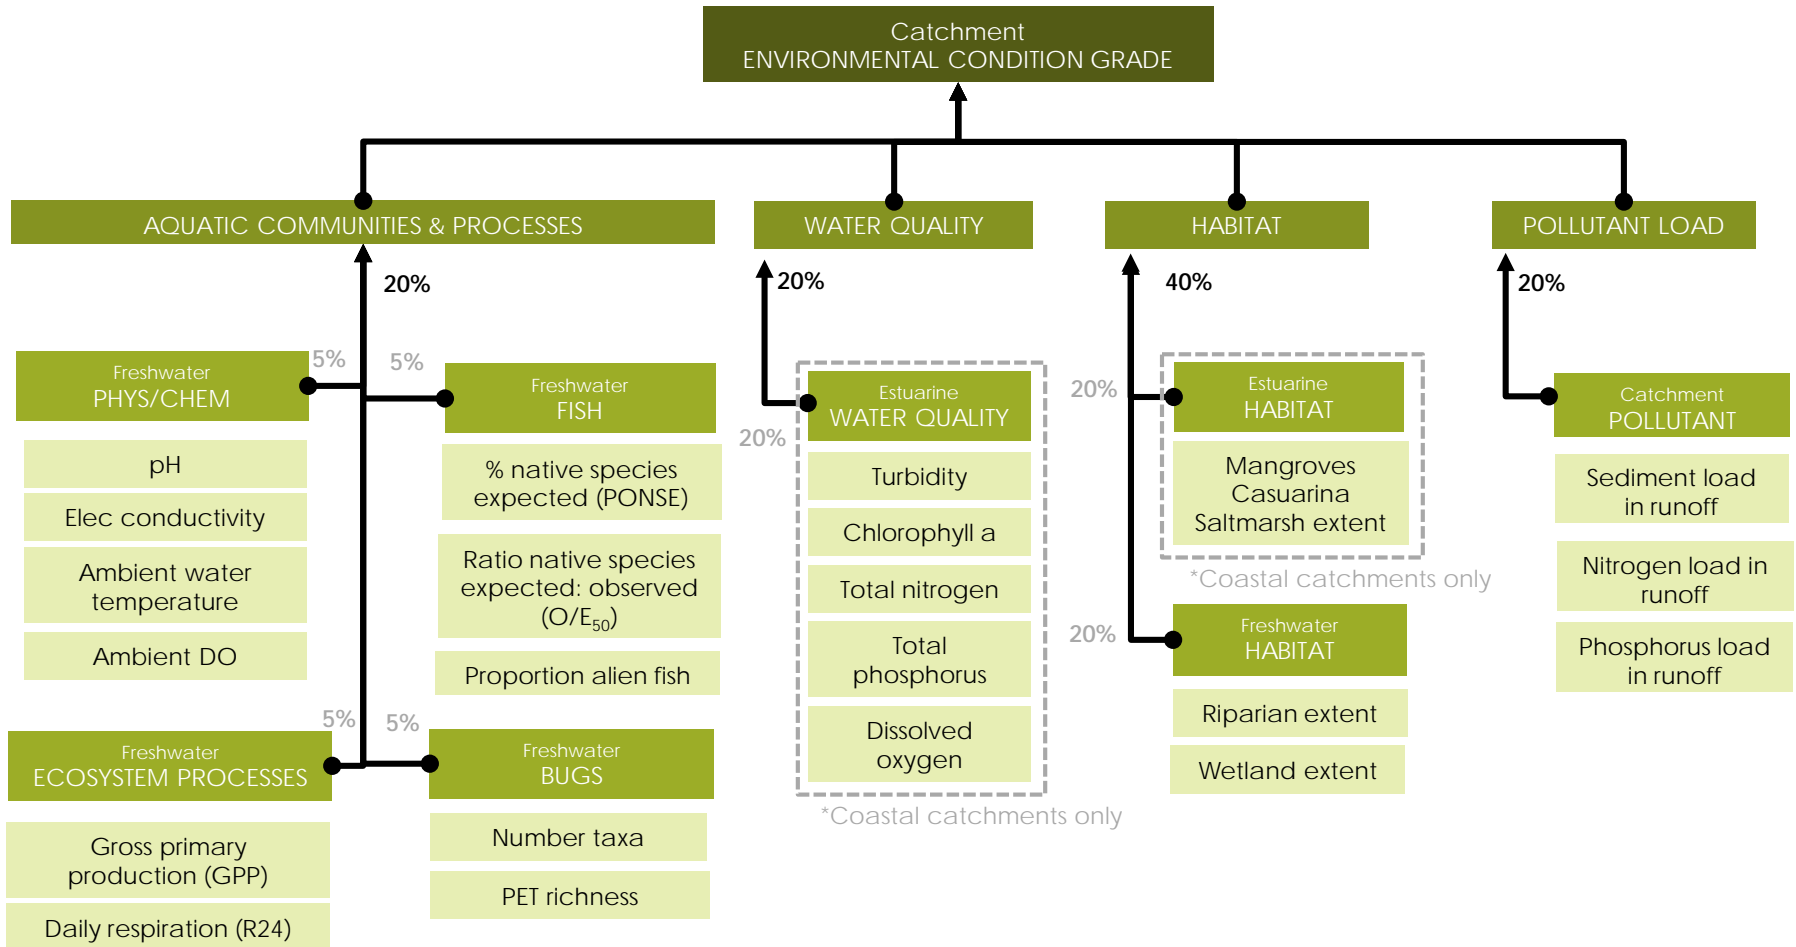 Catchment
ENVIRONMENTAL CONDITION GRADE
AQUATIC COMMUNITIES & PROCESSES
20%
5%
5%
Freshwater
PHYS/CHEM
pH
Elec conductivity
Ambient water
temperature
Ambient DO
Freshwater
FISH
% native species
expected (PONSE)
Ratio native species
expected: observed
(O/E50)
Proportion alien fish
5%
5%
Freshwater
ECOSYSTEM PROCESSES
Gross primary
production (GPP)
Daily respiration (R24)
Freshwater
BUGS
Number taxa
PET richness
WATER QUALITY
20%
20%
Estuarine
WATER QUALITY
Turbidity
Chlorophyll a
Total nitrogen
Total
phosphorus
Dissolved
oxygen
*Coastal catchments only
HABITAT
40%
20%
Estuarine
HABITAT
Mangroves
Casuarina
Saltmarsh extent
*Coastal catchments only
20%
Freshwater
HABITAT
Riparian extent
Wetland extent
POLLUTANT LOAD
20%
Catchment
POLLUTANT
Sediment load
in runoff
Nitrogen load in
runoff
Phosphorus load
in runoff